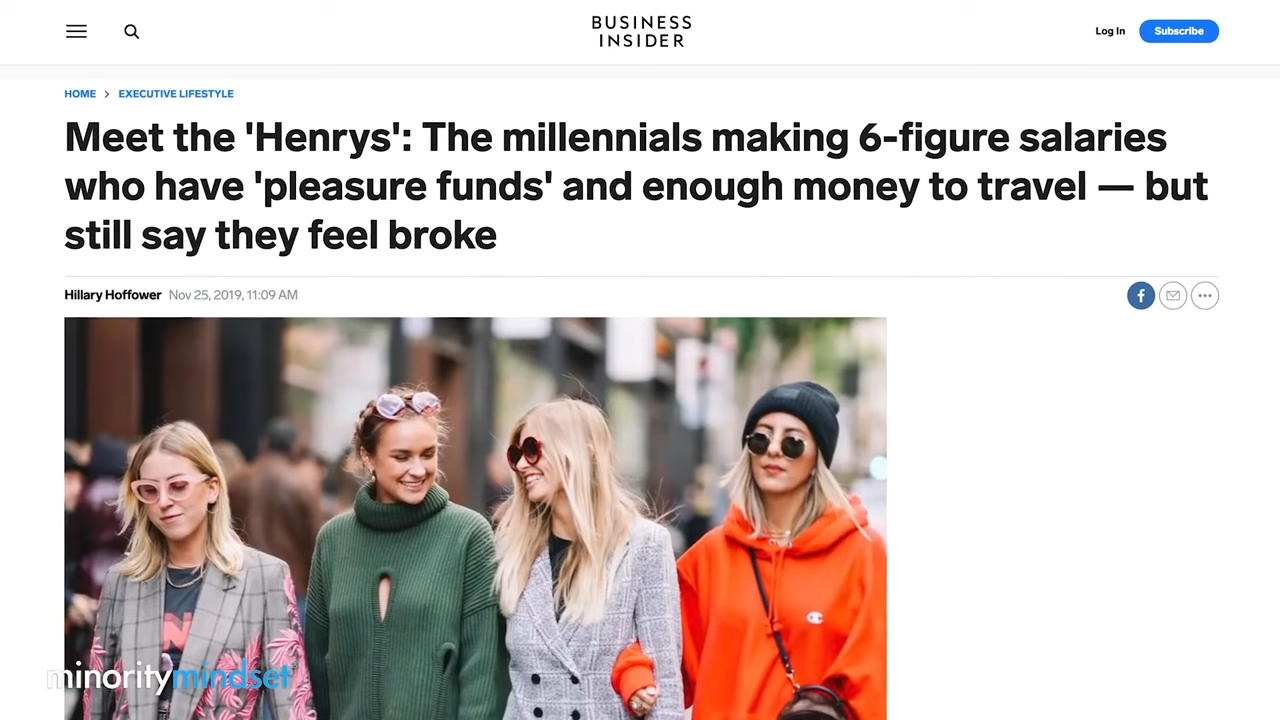 BUSINESS
INSIDER
Log In
Subscribe
HOME > EXECUTIVE LIFESTYLE
Meet the 'Henrys': The millennials making 6-figure salaries
who have 'pleasure funds' and enough money to travel — but
still say they feel broke
Hillary Hoffower Nov 25, 2019, 11:09 AM
N
minoritymindset